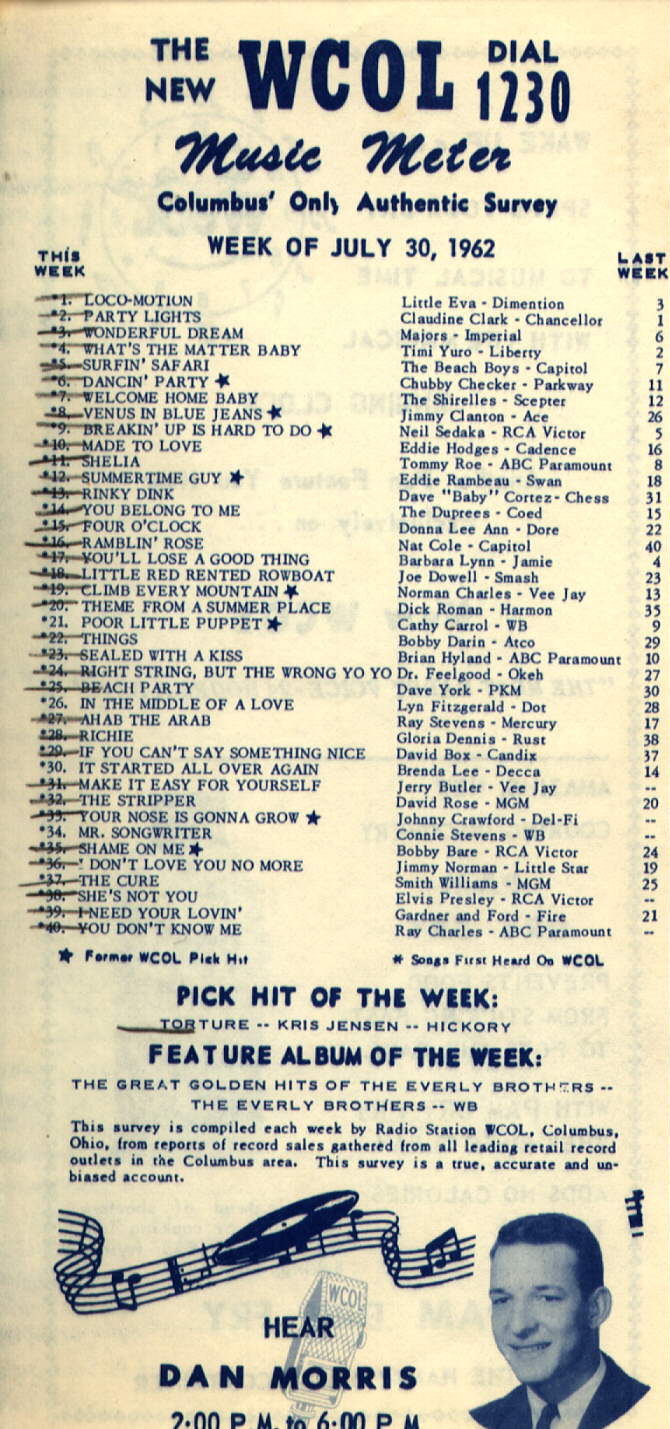 THE NEW WCOL DIAL 1230
Music Meter
Columbus' Only Authentic Survey
WEEK OF JULY 30, 1962
THIS WEEK LAST WEEK
*1. LOCO-MOTION Little Eva - Dimention 3
*2. PARTY LIGHTS Claudine Clark - Chancellor 1
*3. WONDERFUL DREAM Majors - Imperial 6
*4. WHAT'S THE MATTER BABY Timi Yuro - Liberty 2
*5. SURFIN' SAFARI The Beach Boys - Capitol 7
*6. DANCIN' PARTY ★ Chubby Checker - Parkway 11
*7. WELCOME HOME BABY The Shirelles - Scepter 12
*8. VENUS IN BLUE JEANS ★ Jimmy Clanton - Ace 26
*9. BREAKIN' UP IS HARD TO DO ★ Neil Sedaka - RCA Victor 5
*10. MADE TO LOVE Eddie Hodges - Cadence 16
*11. SHELIA Tommy Roe - ABC Paramount 8
*12. SUMMERTIME GUY ★ Eddie Rambeau - Swan 18
*13. RINKY DINK Dave "Baby" Cortez - Chess 31
*14. YOU BELONG TO ME The Duprees - Coed 15
*15. FOUR O'CLOCK Donna Lee Ann - Dore 22
*16. RAMBLIN' ROSE Nat Cole - Capitol 40
*17. YOU'LL LOSE A GOOD THING Barbara Lynn - Jamie 4
*18. LITTLE RED RENTED ROWBOAT Joe Dowell - Smash 23
*19. CLIMB EVERY MOUNTAIN ★ Norman Charles - Vee Jay 13
*20. THEME FROM A SUMMER PLACE Dick Roman - Harmon 35
*21. POOR LITTLE PUPPET ★ Cathy Carrol - WB 9
*22. THINGS Bobby Darin - Atco 29
*23. SEALED WITH A KISS Brian Hyland - ABC Paramount 10
*24. RIGHT STRING, BUT THE WRONG YO YO Dr. Feelgood - Okeh 27
*25. BEACH PARTY Dave York - PKM 30
*26. IN THE MIDDLE OF A LOVE Lyn Fitzgerald - Dot 28
*27. AHAB THE ARAB Ray Stevens - Mercury 17
*28. RICHIE Gloria Dennis - Rust 38
*29. IF YOU CAN'T SAY SOMETHING NICE David Box - Candix 37
*30. IT STARTED ALL OVER AGAIN Brenda Lee - Decca 14
*31. MAKE IT EASY FOR YOURSELF Jerry Butler - Vee Jay --
*32. THE STRIPPER David Rose - MGM 20
*33. YOUR NOSE IS GONNA GROW ★ Johnny Crawford - Del-Fi --
*34. MR. SONGWRITER Connie Stevens - WB --
*35. SHAME ON ME ★ Bobby Bare - RCA Victor 24
*36. I DON'T LOVE YOU NO MORE Jimmy Norman - Little Star 19
*37. THE CURE Smith Williams - MGM 25
*38. SHE'S NOT YOU Elvis Presley - RCA Victor --
*39. I NEED YOUR LOVIN' Gardner and Ford - Fire 21
*40. YOU DON'T KNOW ME Ray Charles - ABC Paramount --
★ Former WCOL Pick Hit * Songs First Heard On WCOL
PICK HIT OF THE WEEK:
TORTURE -- KRIS JENSEN -- HICKORY
FEATURE ALBUM OF THE WEEK:
THE GREAT GOLDEN HITS OF THE EVERLY BROTHERS --
THE EVERLY BROTHERS -- WB
This survey is compiled each week by Radio Station WCOL, Columbus,
Ohio, from reports of record sales gathered from all leading retail record
outlets in the Columbus area. This survey is a true, accurate and un-
biased account.
WCOL
HEAR
DAN MORRIS
2:00 P.M. to 6:00 P.M.